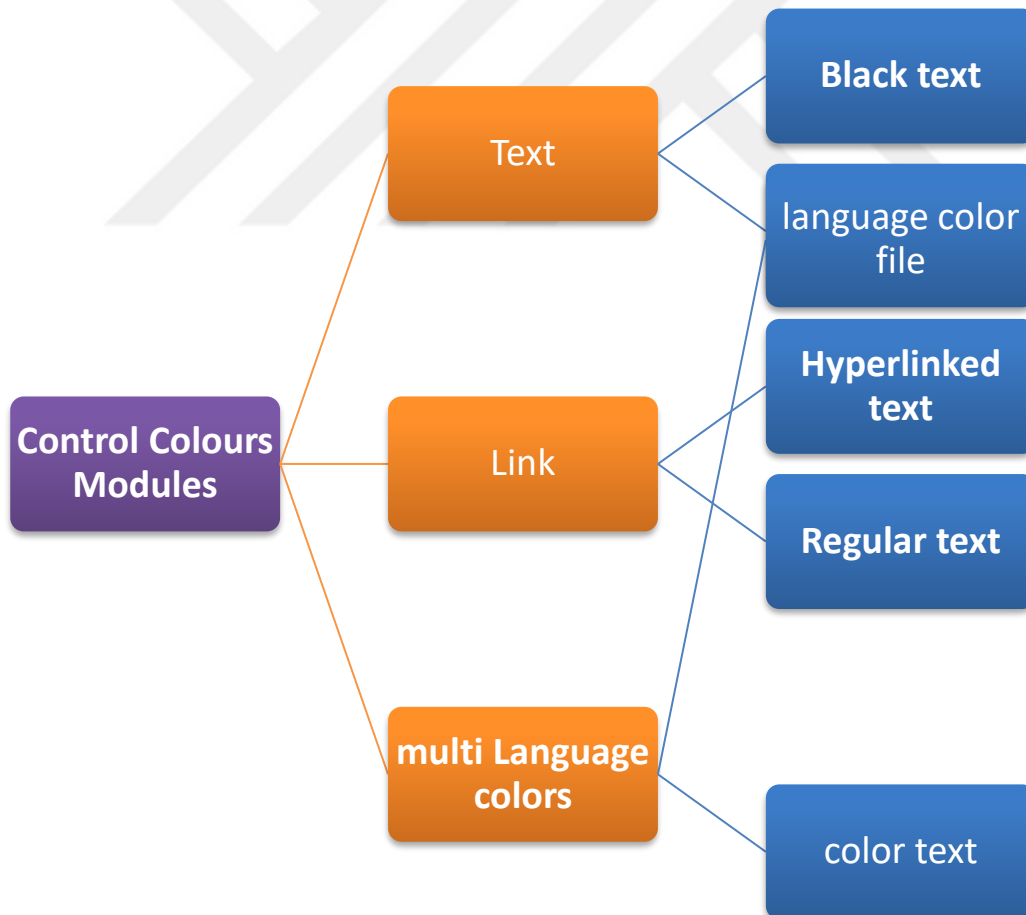 Black text
Text
language color
file
Hyperlinked
text
Control Colours
Modules
Link
Regular text
multi Language
colors
color text